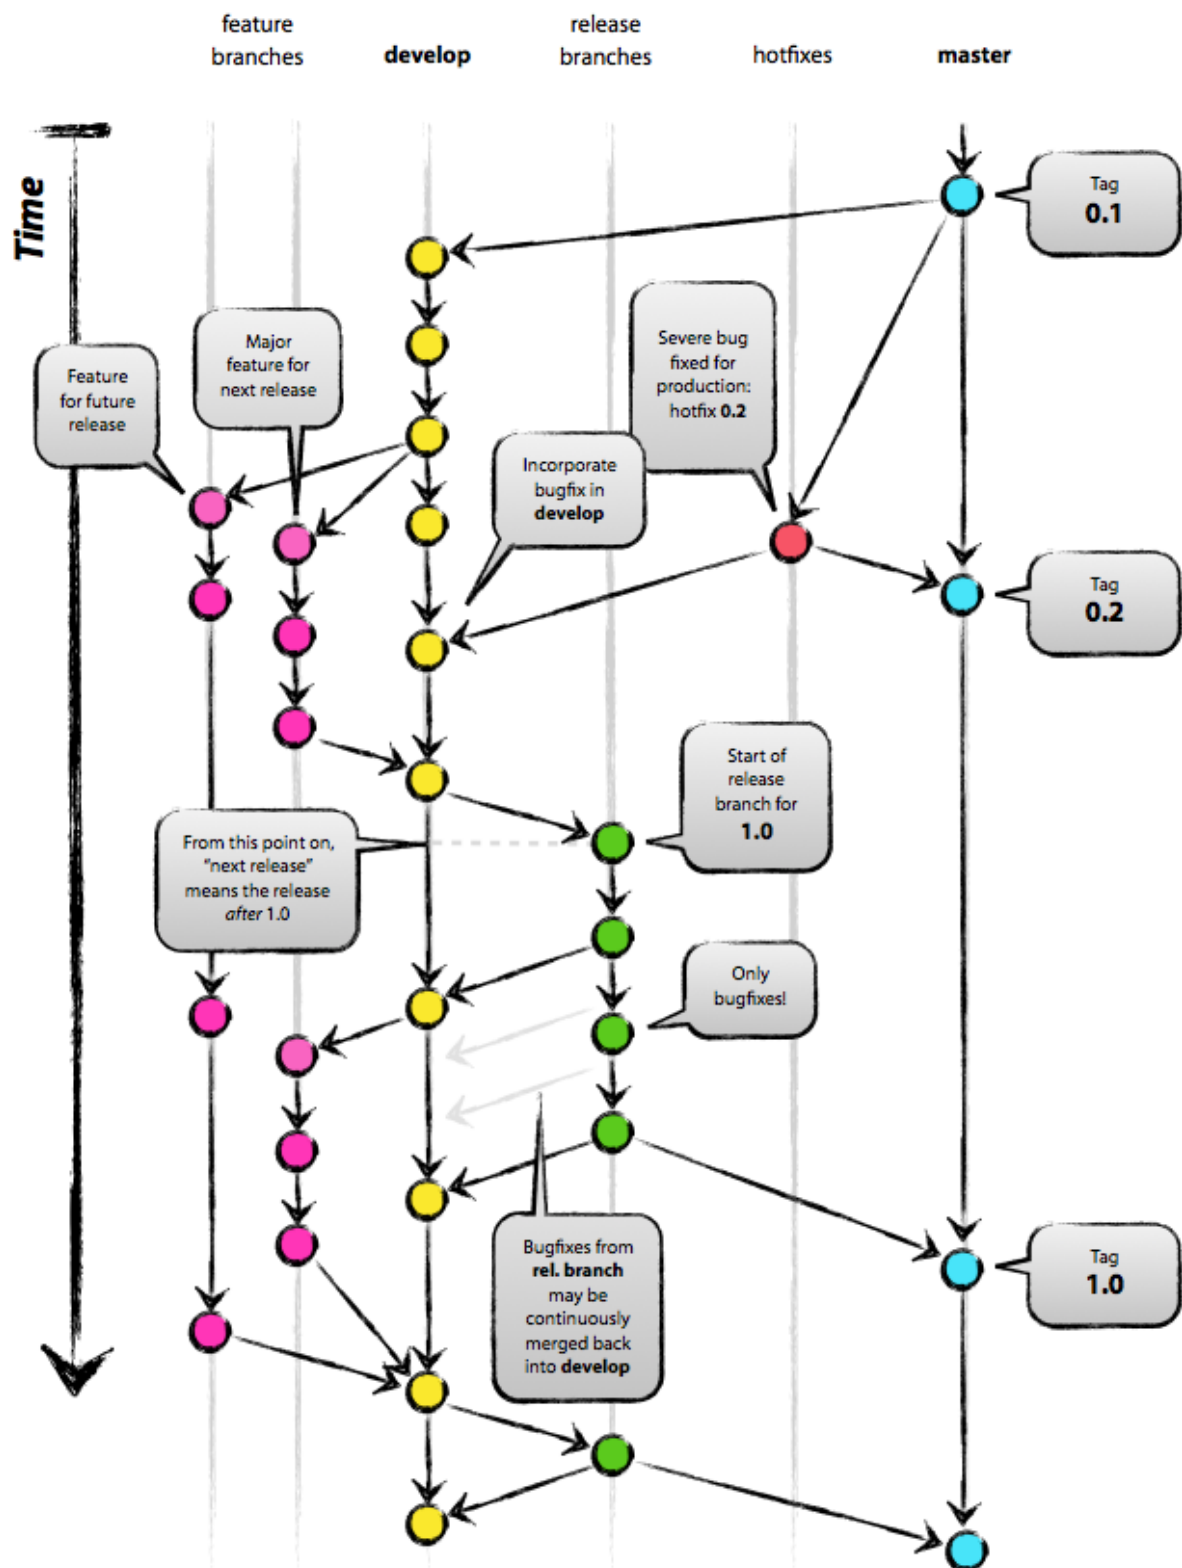 feature
branches
develop
release
branches
hotfixes
master
Time
Tag
0.1
Major
feature for
next release
Feature
for future
release
Severe bug
fixed for
production:
hotfix 0.2
Incorporate
bugfix in
develop
Tag
0.2
Start of
release
branch for
1.0
From this point on,
“next release”
means the release
after 1.0
Only
bugfixes!
Bugfixes from
rel. branch
may be
continuously
merged back
into develop
Tag
1.0